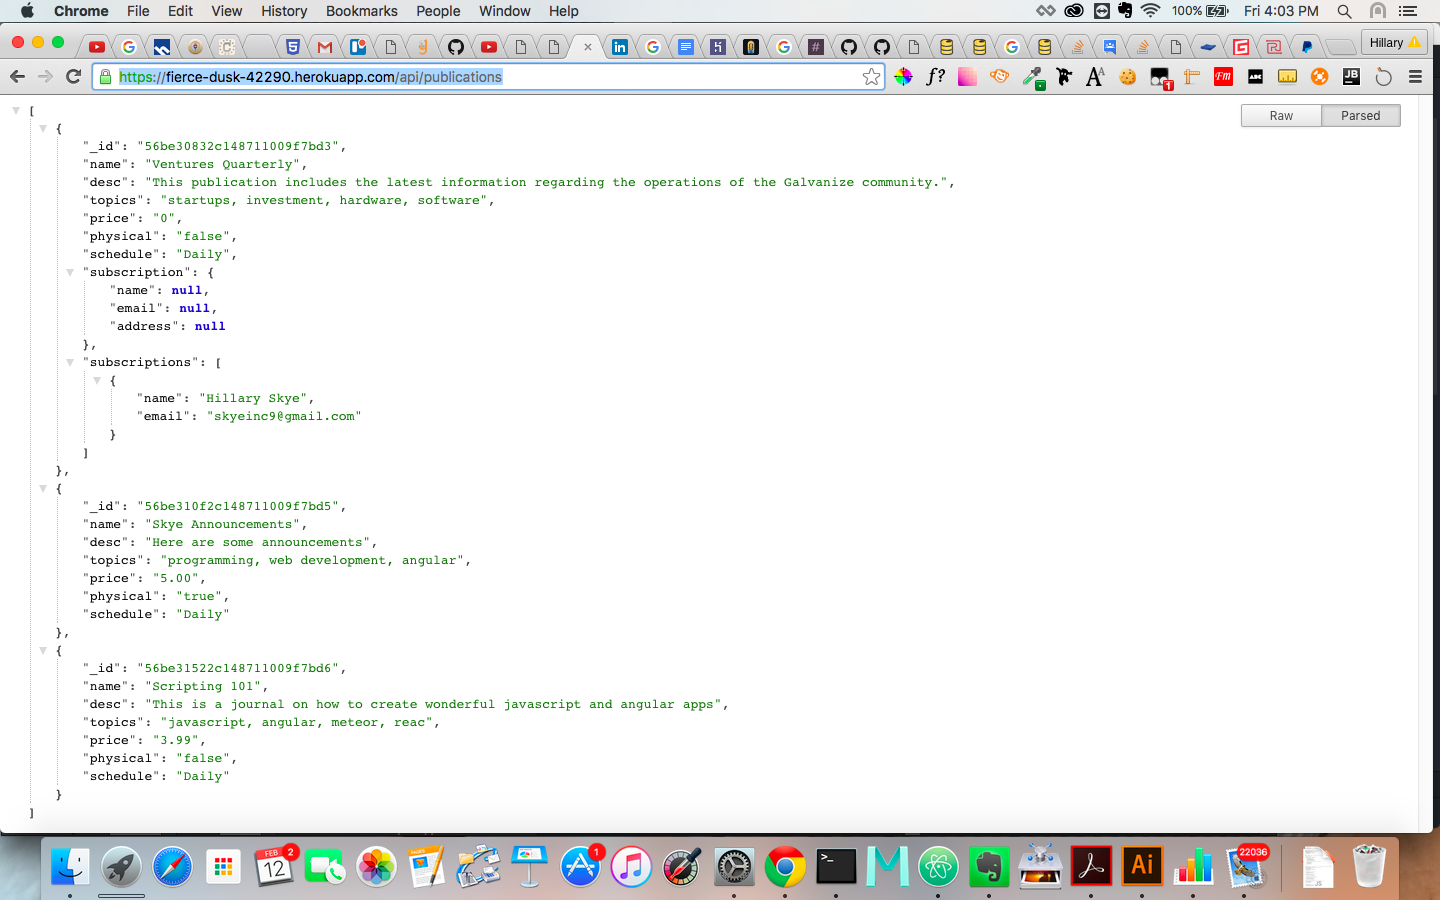 Chrome File Edit View History Bookmarks People Window Help 100% Fri 4:03 PM
Hillary
https://fierce-dusk-42290.herokuapp.com/api/publications
f? A Fm ABC 1 JB
Raw Parsed
[
{
"_id": "56be30832c148711009f7bd3",
"name": "Ventures Quarterly",
"desc": "This publication includes the latest information regarding the operations of the Galvanize community.",
"topics": "startups, investment, hardware, software",
"price": "0",
"physical": "false",
"schedule": "Daily",
"subscription": {
"name": null,
"email": null,
"address": null
},
"subscriptions": [
{
"name": "Hillary Skye",
"email": "skyeinc9@gmail.com"
}
]
},
{
"_id": "56be310f2c148711009f7bd5",
"name": "Skye Announcements",
"desc": "Here are some announcements",
"topics": "programming, web development, angular",
"price": "5.00",
"physical": "true",
"schedule": "Daily"
},
{
"_id": "56be31522c148711009f7bd6",
"name": "Scripting 101",
"desc": "This is a journal on how to create wonderful javascript and angular apps",
"topics": "javascript, angular, meteor, reac",
"price": "3.99",
"physical": "false",
"schedule": "Daily"
}
]
FEB 12 2 1 >_ M Ai 22036